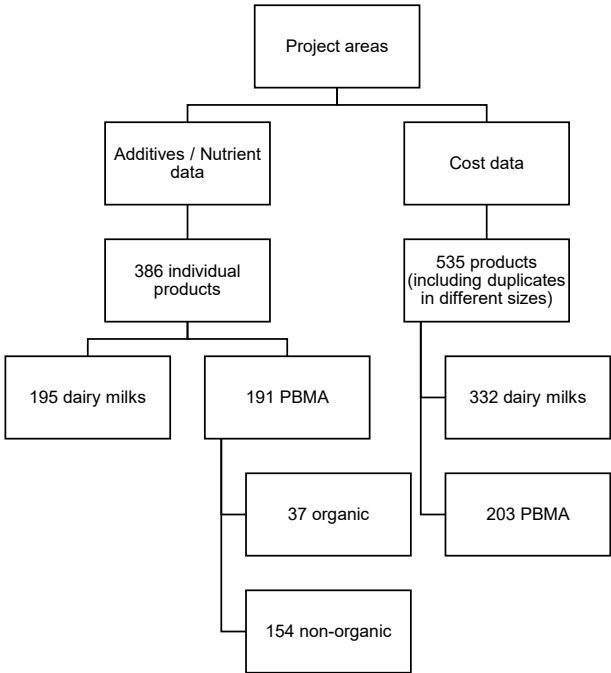 Project areas
Additives / Nutrient
data
Cost data
386 individual
products
535 products
(including duplicates
in different sizes)
195 dairy milks
191 PBMA
332 dairy milks
37 organic
203 PBMA
154 non-organic